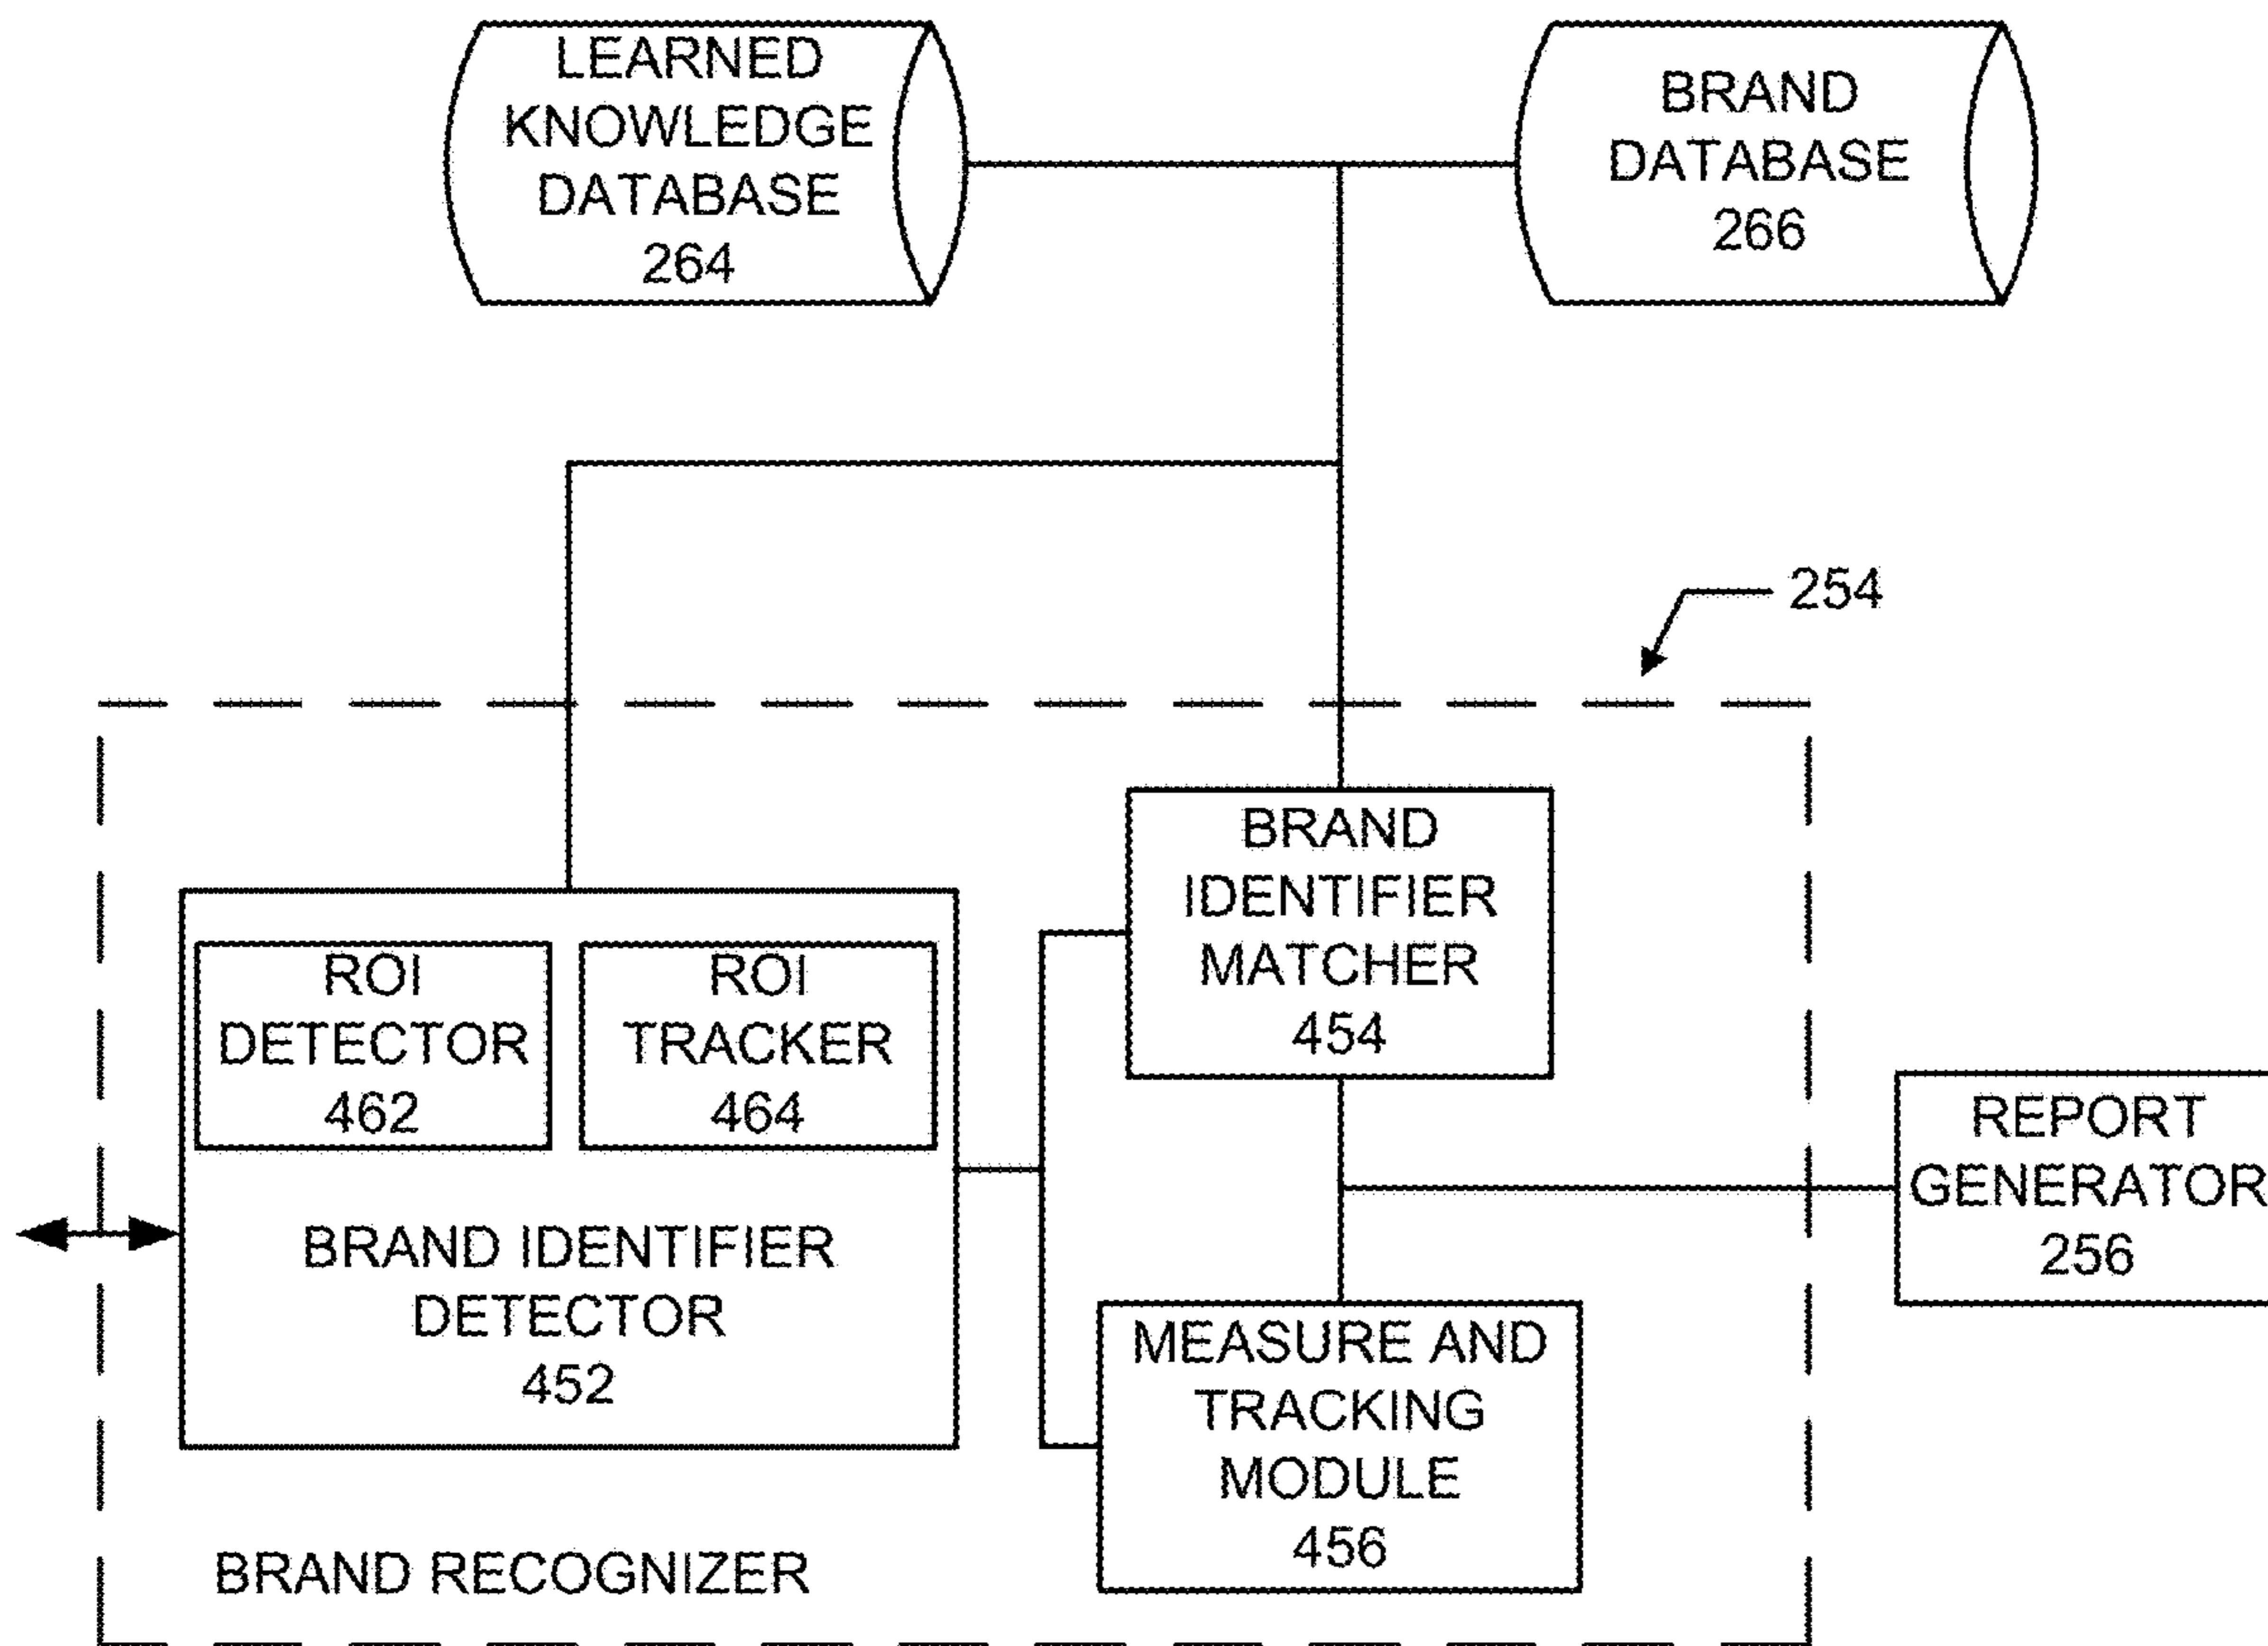 LEARNED
KNOWLEDGE
DATABASE
264
BRAND
DATABASE
266
254
BRAND
IDENTIFIER
MATCHER
454
ROI
DETECTOR
462
ROI
TRACKER
464
BRAND IDENTIFIER
DETECTOR
452
REPORT
GENERATOR
256
MEASURE AND
TRACKING
MODULE
456
BRAND RECOGNIZER